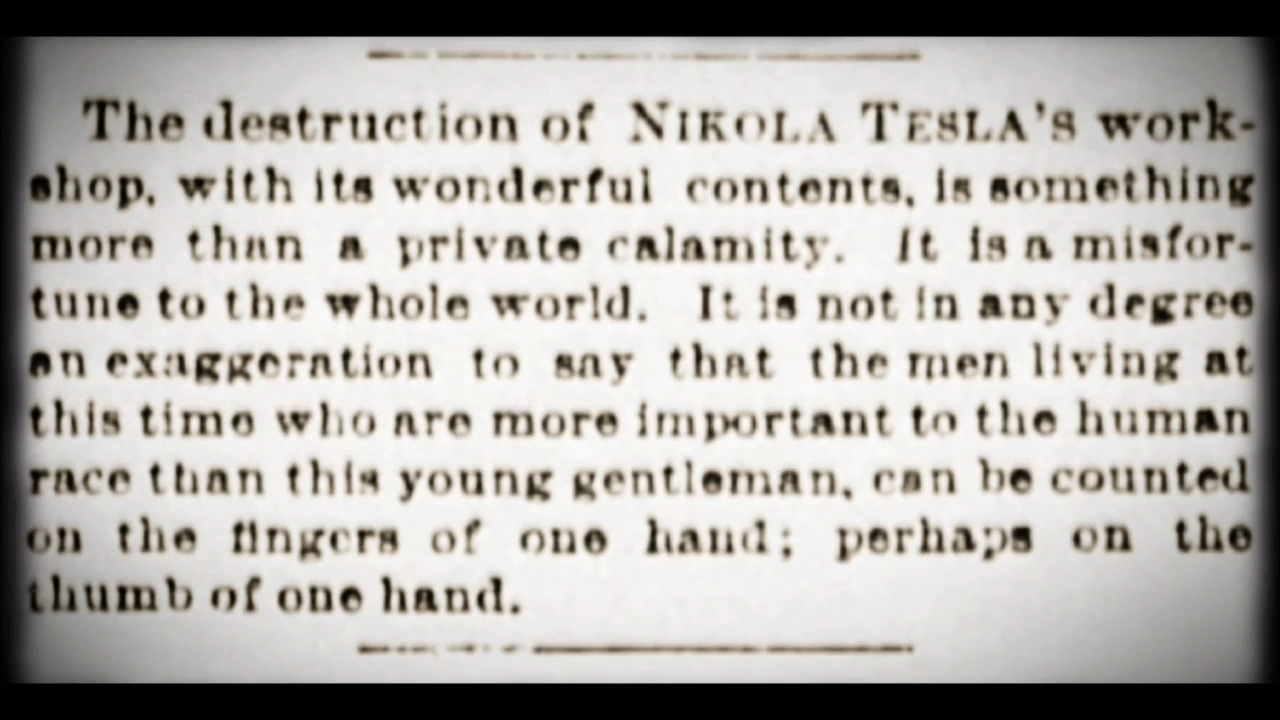 The destruction of NIKOLA TESLA'S work-
shop, with its wonderful contents, is something
more than a private calamity. It is a misfor-
tune to the whole world. It is not in any degree
an exaggeration to say that the men living at
this time who are more important to the human
race than this young gentleman, can be counted
on the fingers of one hand; perhaps on the
thumb of one hand.